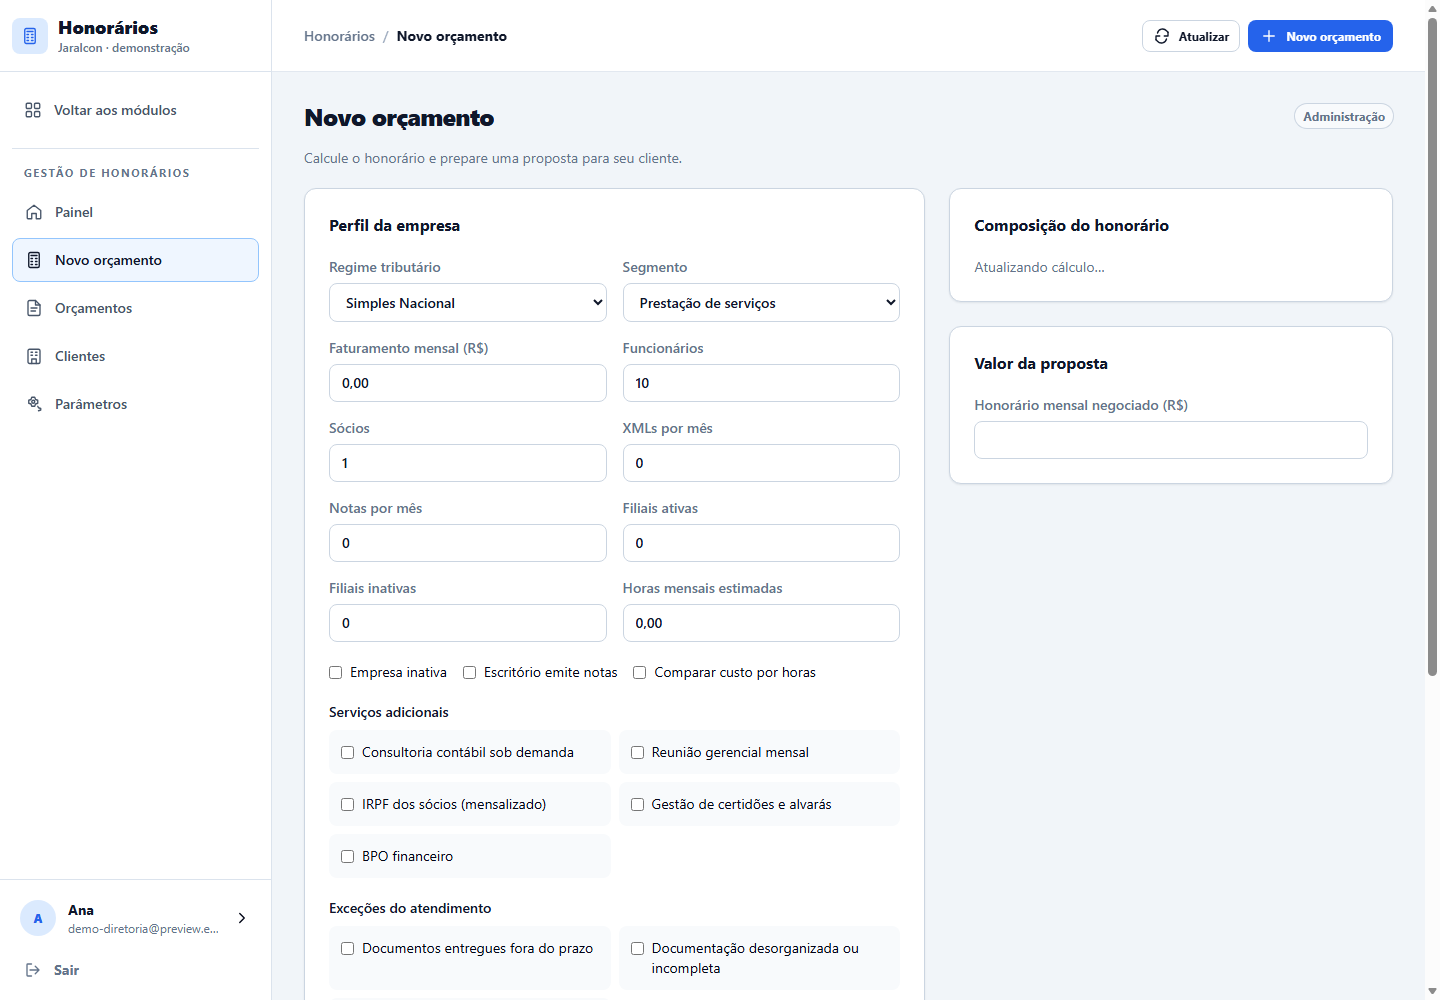 Honorários
Jaralcon · demonstração
Voltar aos módulos
GESTÃO DE HONORÁRIOS
Painel
Novo orçamento
Orçamentos
Clientes
Parâmetros
A
Ana
demo-diretoria@preview.e...
Sair
Honorários / Novo orçamento
Atualizar
Novo orçamento
Novo orçamento
Administração
Calcule o honorário e prepare uma proposta para seu cliente.
Perfil da empresa
Regime tributário
Segmento
Simples Nacional
Prestação de serviços
Faturamento mensal (R$)
Funcionários
0,00
10
Sócios
XMLs por mês
1
0
Notas por mês
Filiais ativas
0
0
Filiais inativas
Horas mensais estimadas
0
0,00
Empresa inativa
Escritório emite notas
Comparar custo por horas
Serviços adicionais
Consultoria contábil sob demanda
Reunião gerencial mensal
IRPF dos sócios (mensalizado)
Gestão de certidões e alvarás
BPO financeiro
Exceções do atendimento
Documentos entregues fora do prazo
Documentação desorganizada ou
incompleta
Composição do honorário
Atualizando cálculo...
Valor da proposta
Honorário mensal negociado (R$)